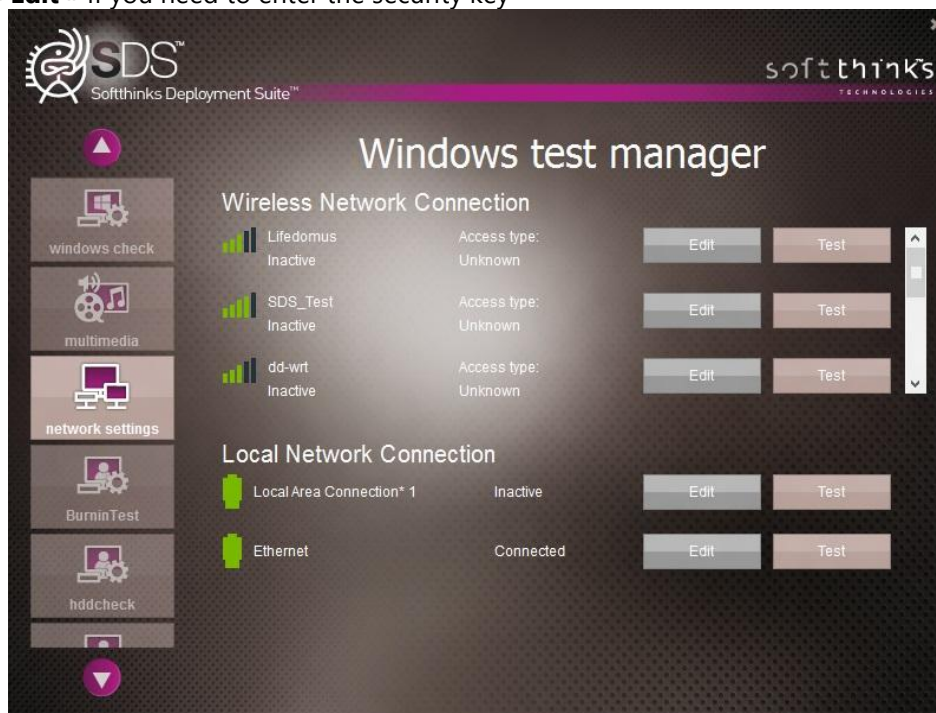 Edit » if you need to enter the security key
SDS™
Softthinks Deployment Suite™
softthinks
TECHNOLOGIES
Windows test manager
windows check
multimedia
network settings
BurninTest
hddcheck
Wireless Network Connection
Lifedomus Access type: Edit Test
Inactive Unknown
SDS_Test Access type: Edit Test
Inactive Unknown
dd-wrt Access type: Edit Test
Inactive Unknown
Local Network Connection
Local Area Connection* 1 Inactive Edit Test
Ethernet Connected Edit Test